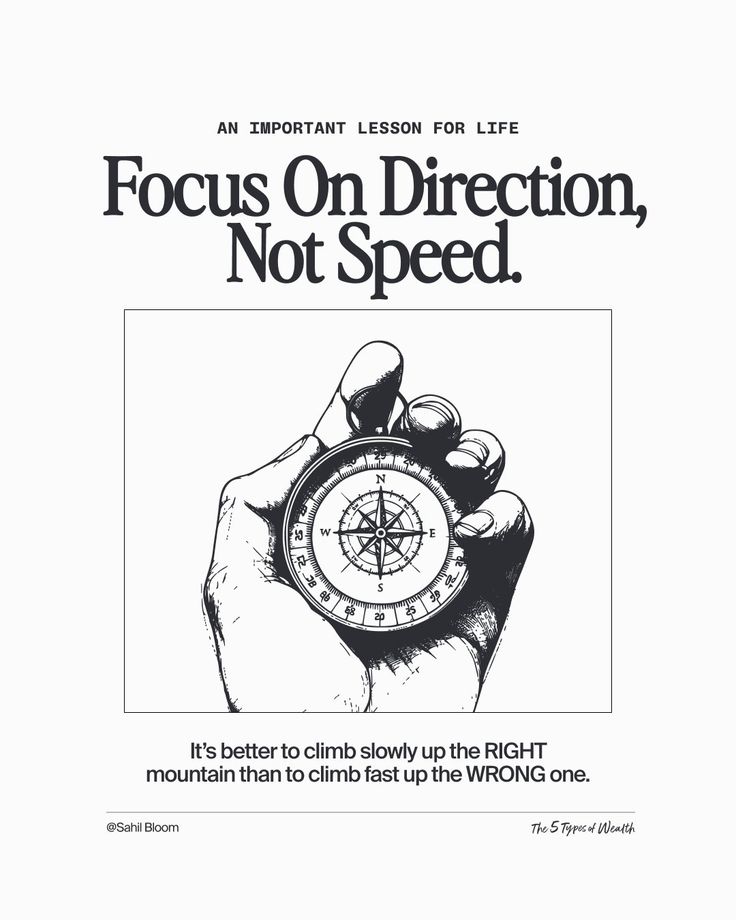 AN IMPORTANT LESSON FOR LIFE
Focus On Direction,
Not Speed.
N
W
E
S
It's better to climb slowly up the RIGHT
mountain than to climb fast up the WRONG one.
@Sahil Bloom
The 5 Types of Wealth